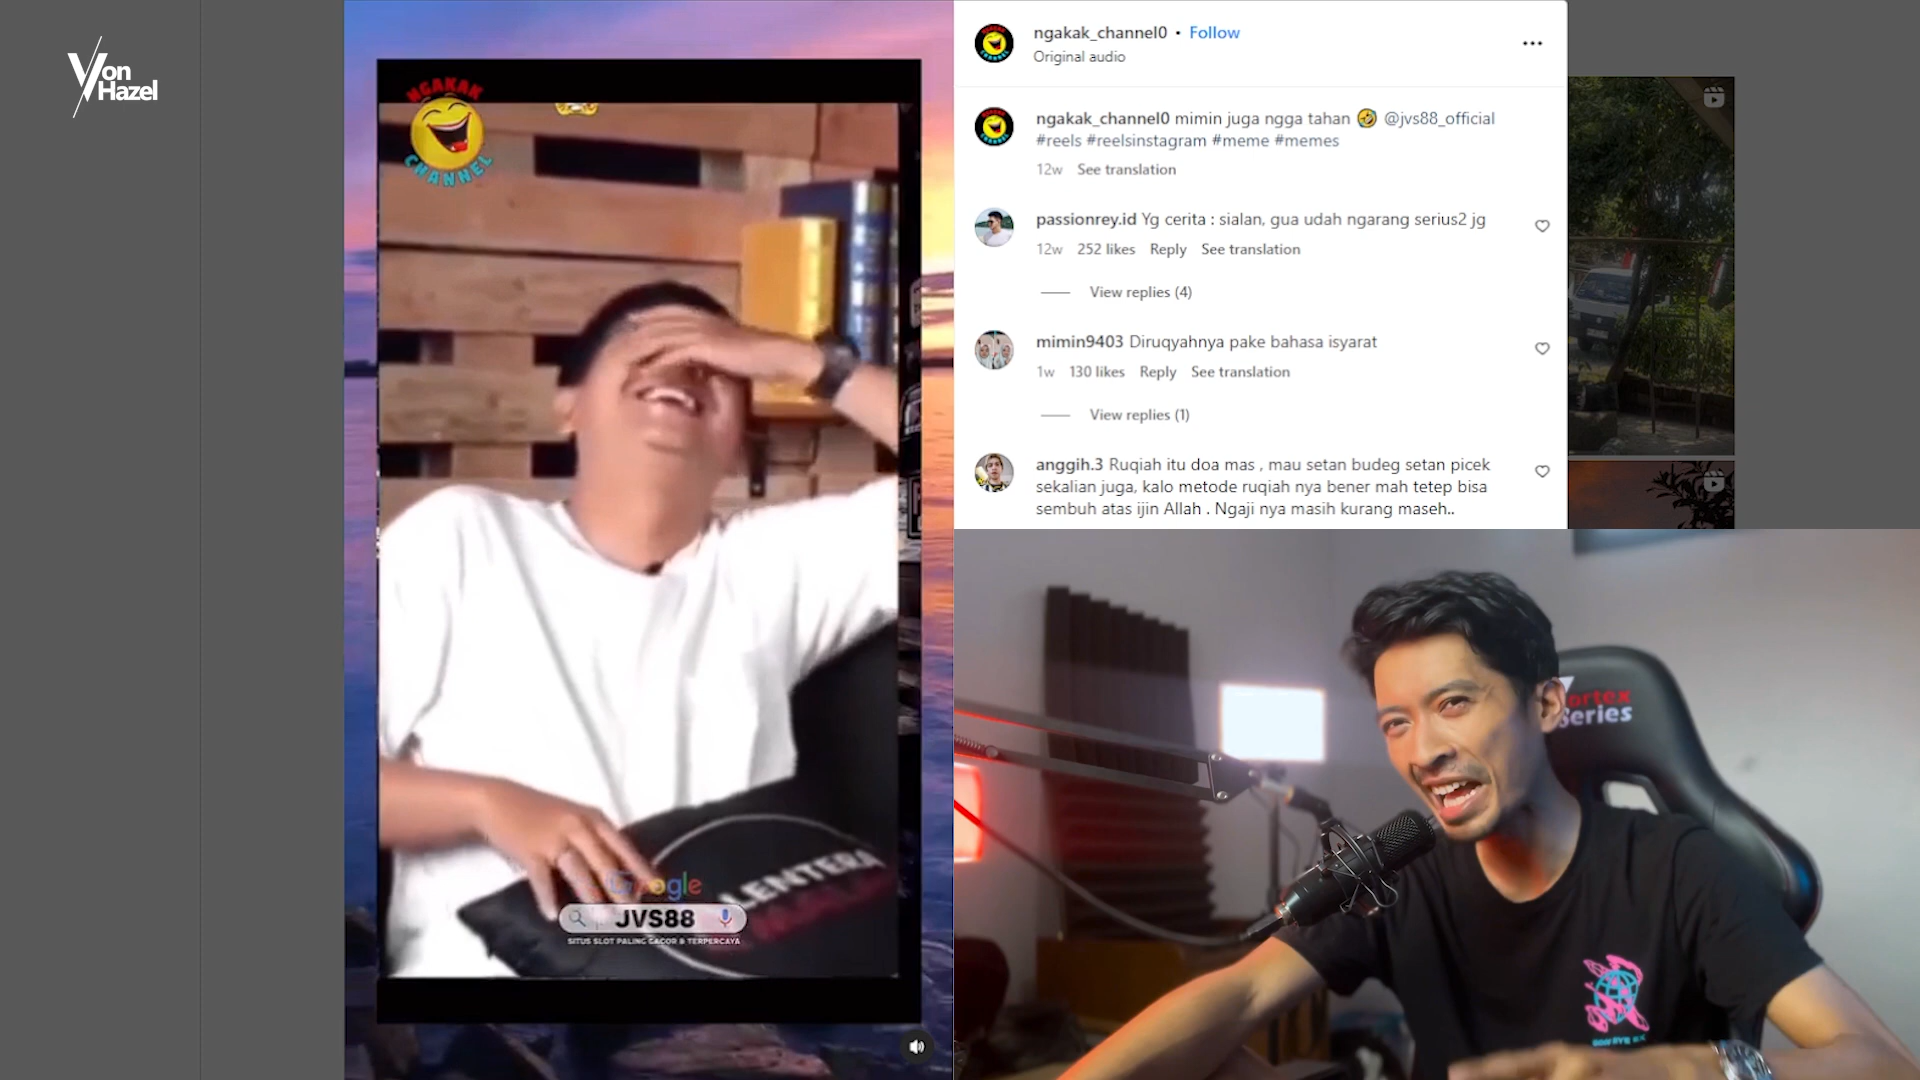 Von
Hazel
NGAKAK
CHANNEL
Google
JVS88
SITUS SLOT PALING GACOR & TERPERCAYA
LENTERA
ngakak_channel0 • Follow
Original audio
ngakak_channel0 mimin juga ngga tahan 🤣 @jvs88_official
#reels #reelsinstagram #meme #memes
12w See translation
passionrey.id Yg cerita : sialan, gua udah ngarang serius2 jg
12w 252 likes Reply See translation
View replies (4)
mimin9403 Diruqyahnya pake bahasa isyarat
1w 130 likes Reply See translation
View replies (1)
anggih.3 Ruqiah itu doa mas , mau setan budeg setan picek
sekalian juga, kalo metode ruqiah nya bener mah tetep bisa
sembuh atas ijin Allah . Ngaji nya masih kurang maseh..
Vortex
Series